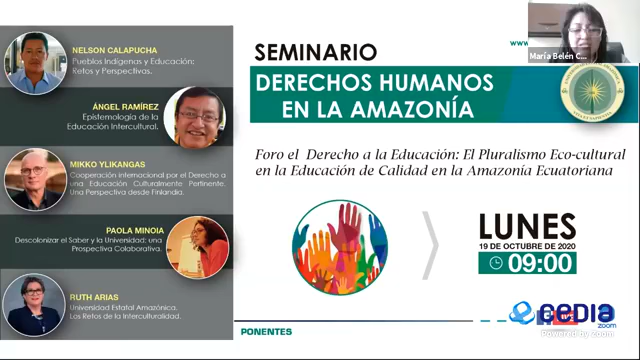 NELSON CALAPUCHA
Pueblos Indígenas y Educación;
Retos y Perspectivas.
ÁNGEL RAMÍREZ
Epistemología de la
Educación Intercultural.
MIKKO YLIKANGAS
Cooperación internacional por el Derecho a
una Educación Culturalmente Pertinente.
Una Perspectiva desde Finlandia.
PAOLA MINOIA
Descolonizar el Saber y la Universidad: una
Prospectiva Colaborativa.
RUTH ARIAS
Universidad Estatal Amazónica.
Los Retos de la Interculturalidad.
PONENTES
www.
María Belén C...
SEMINARIO
DERECHOS HUMANOS
EN LA AMAZONÍA
Foro el Derecho a la Educación: El Pluralismo Eco-cultural
en la Educación de Calidad en la Amazonía Ecuatoriana
LUNES
19 DE OCTUBRE DE 2020
09:00
cedia
zoom
Powered by zoom